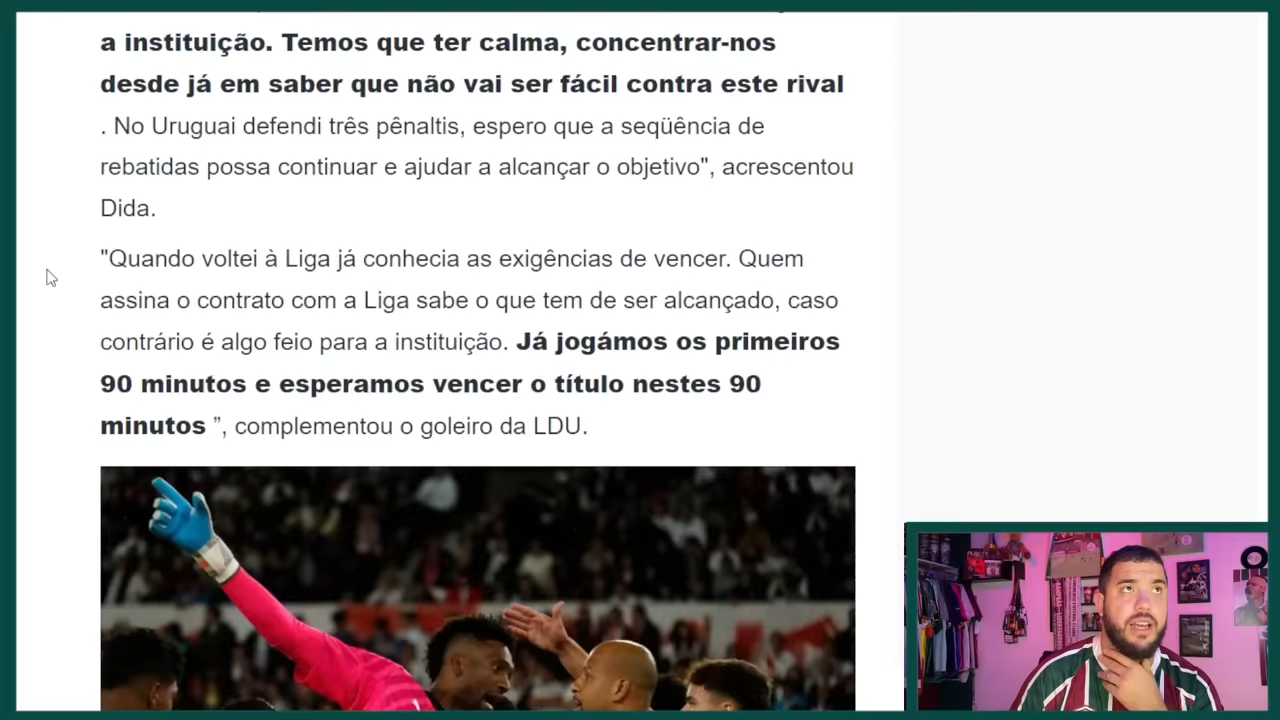 a instituição. Temos que ter calma, concentrar-nos
desde já em saber que não vai ser fácil contra este rival
. No Uruguai defendi três pênaltis, espero que a seqüência de
rebatidas possa continuar e ajudar a alcançar o objetivo", acrescentou
Dida.
"Quando voltei à Liga já conhecia as exigências de vencer. Quem
assina o contrato com a Liga sabe o que tem de ser alcançado, caso
contrário é algo feio para a instituição. Já jogámos os primeiros
90 minutos e esperamos vencer o título nestes 90
minutos ”, complementou o goleiro da LDU.